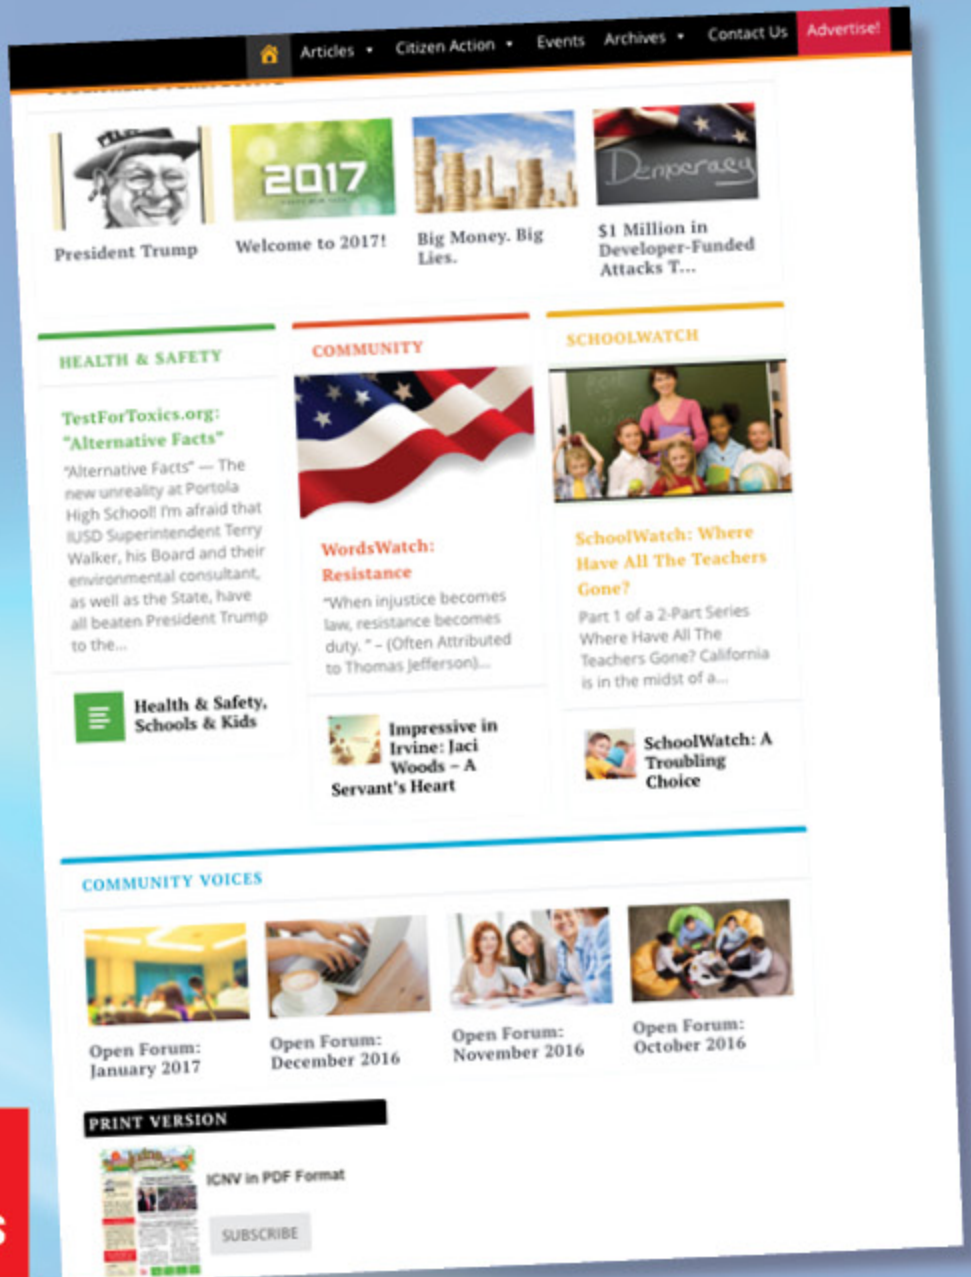 Articles
Citizen Action
Events
Archives
Contact Us
Advertise!
2017
Democracy
President Trump
Welcome to 2017!
Big Money. Big
Lies.
$1 Million in
Developer-Funded
Attacks T...
HEALTH & SAFETY
TestForToxics.org:
"Alternative Facts"
"Alternative Facts" — The
new unreality at Portola
High School! I'm afraid that
IUSD Superintendent Terry
Walker, his Board and their
environmental consultant,
as well as the State, have
all beaten President Trump
to the...
Health & Safety,
Schools & Kids
COMMUNITY
WordsWatch:
Resistance
"When injustice becomes
law, resistance becomes
duty. " – (Often Attributed
to Thomas Jefferson)...
Impressive in
Irvine: Jaci
Woods – A
Servant's Heart
SCHOOLWATCH
SchoolWatch: Where
Have All The Teachers
Gone?
Part 1 of a 2-Part Series
Where Have All The
Teachers Gone? California
is in the midst of a...
SchoolWatch: A
Troubling
Choice
COMMUNITY VOICES
Open Forum:
January 2017
Open Forum:
December 2016
Open Forum:
November 2016
Open Forum:
October 2016
PRINT VERSION
ICNV in PDF Format
SUBSCRIBE